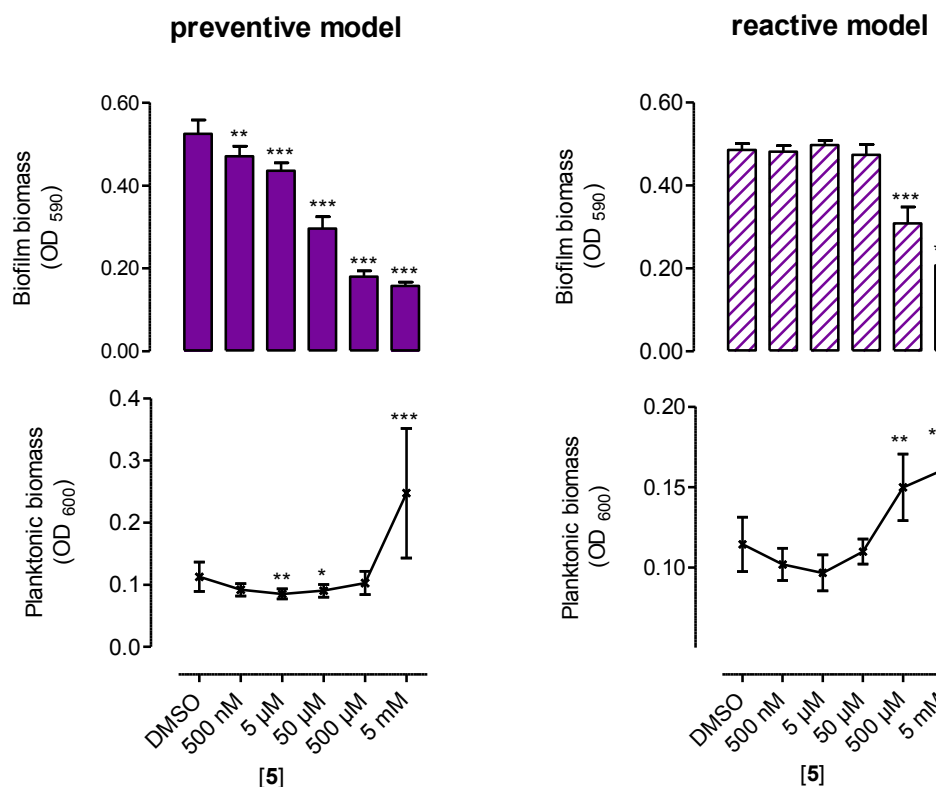 preventive model
reactive model
Biofilm biomass
(OD 590)
0.60
0.40
0.20
0.00
**
***
***
***
***
Biofilm biomass
(OD 590)
0.60
0.40
0.20
0.00
***
Planktonic biomass
(OD 600)
0.4
0.3
0.2
0.1
0.0
**
*
***
Planktonic biomass
(OD 600)
0.20
0.15
0.10
**
DMSO
500 nM
5 µM
50 µM
500 µM
5 mM
[5]
DMSO
500 nM
5 µM
50 µM
500 µM
5 mM
[5]